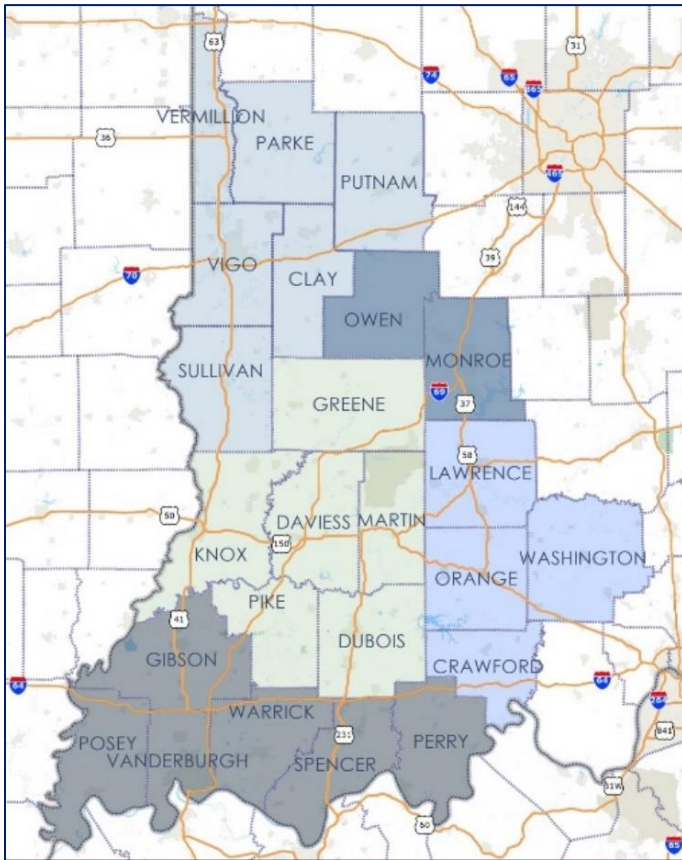 63
31
74
65
865
VERMILLION
36
PARKE
PUTNAM
465
144
39
VIGO
70
CLAY
OWEN
SULLIVAN
MONROE
GREENE
69
37
58
LAWRENCE
50
DAVIESS
MARTIN
150
KNOX
WASHINGTON
ORANGE
PIKE
41
DUBOIS
GIBSON
CRAWFORD
64
64
264
WARRICK
841
POSEY
231
PERRY
VANDERBURGH
SPENCER
31W
50
65